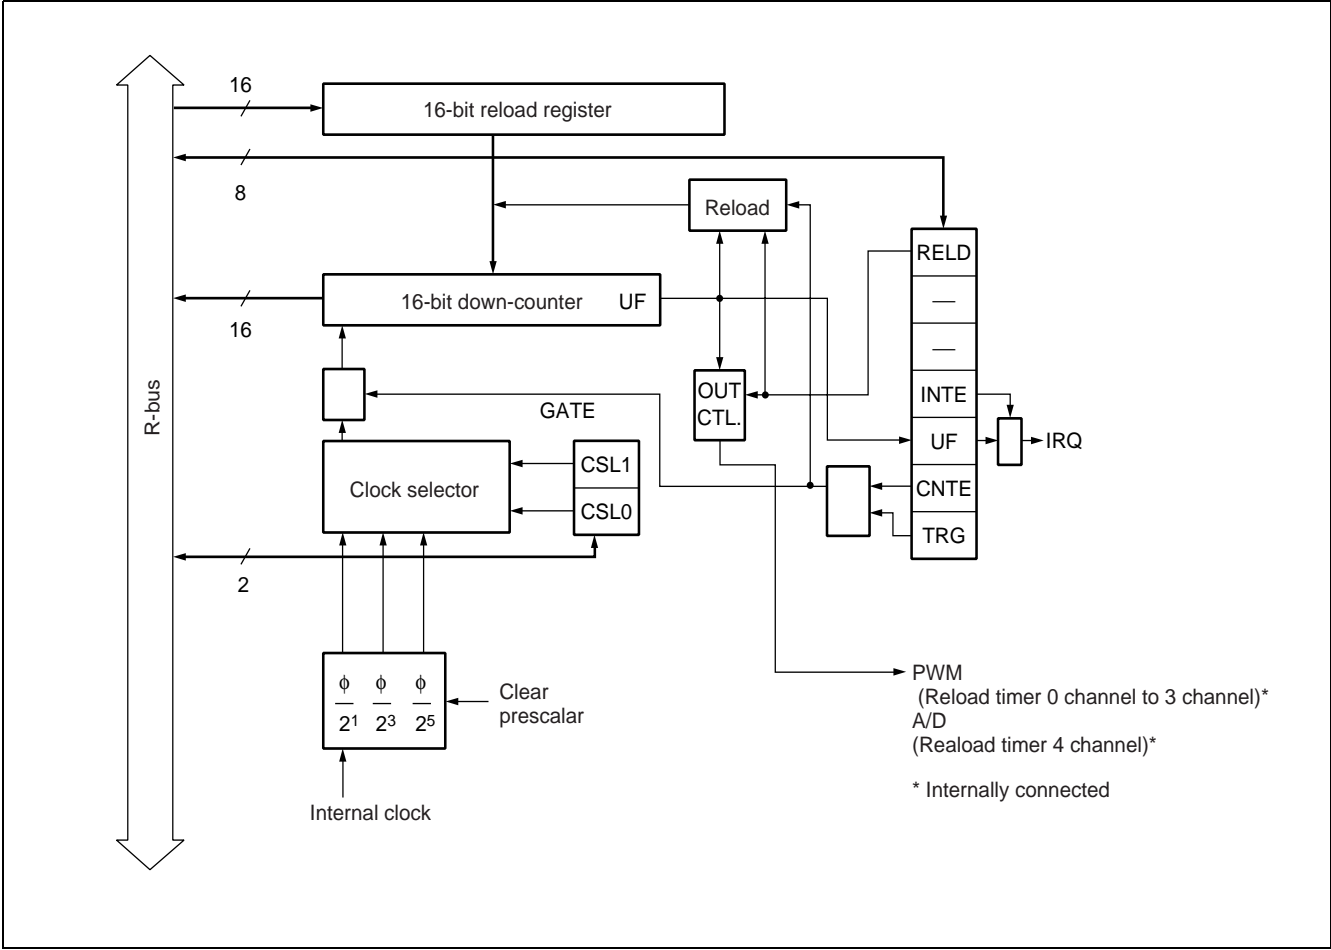 16
16-bit reload register
8
Reload
RELD
—
16-bit down-counter UF
16
—
R-bus
OUT
CTL.
INTE
GATE
UF
IRQ
CSL1
Clock selector
CNTE
CSL0
TRG
2
ϕ ϕ ϕ
2¹ 2³ 2⁵
Clear
prescalar
Internal clock
PWM
(Reload timer 0 channel to 3 channel)*
A/D
(Reaload timer 4 channel)*
* Internally connected